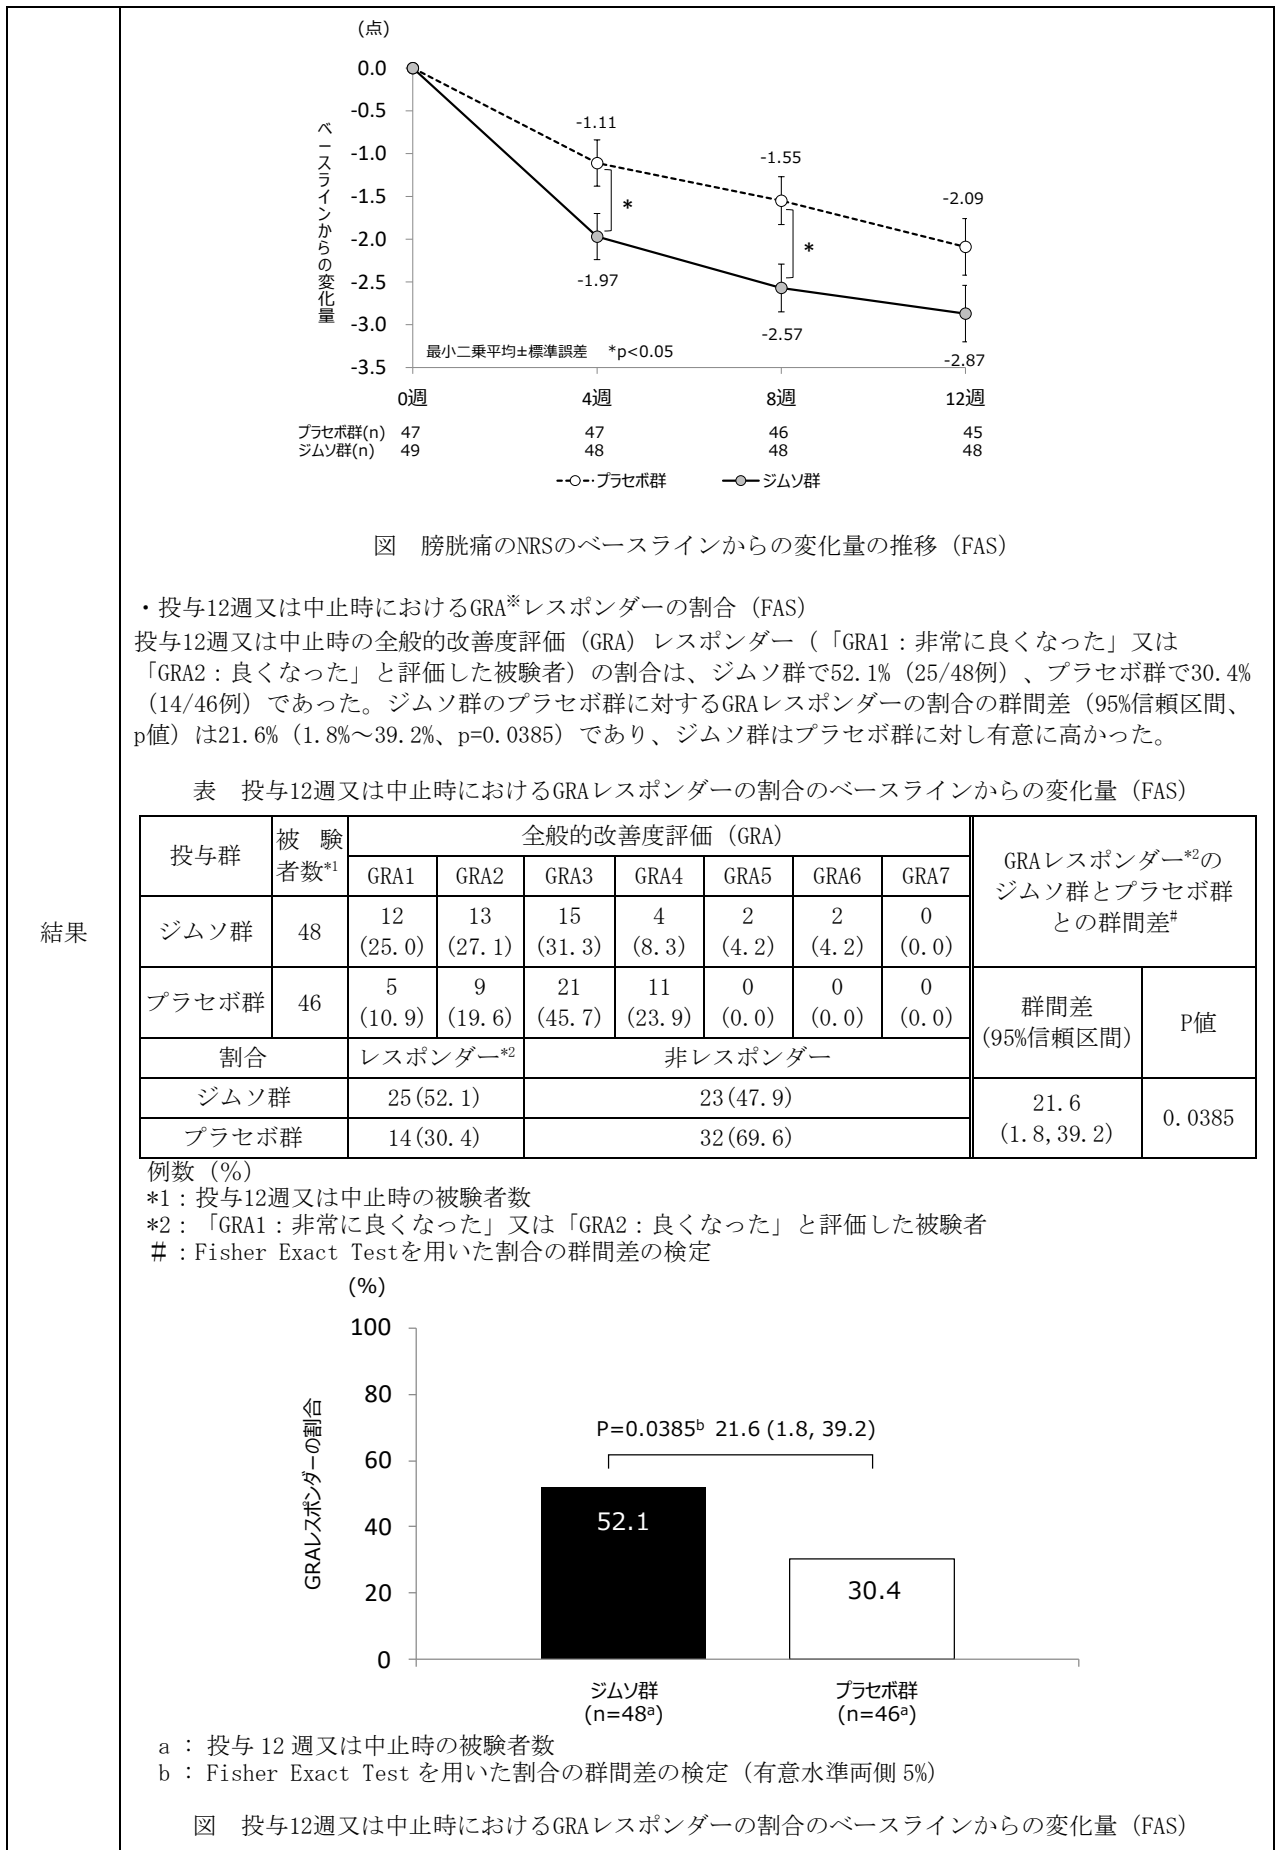 結果
(点)
0.0
-0.5
-1.0
-1.5
-2.0
-2.5
-3.0
-3.5
ベースラインからの変化量
-1.11
-1.55
-2.09
*
*
-1.97
-2.57
-2.87
最小二乗平均±標準誤差 *p<0.05
0週 4週 8週 12週
プラセボ群(n) 47 47 46 45
ジムソ群(n) 49 48 48 48
プラセボ群 ジムソ群
図 膀胱痛のNRSのベースラインからの変化量の推移（FAS）
・投与12週又は中止時におけるGRA※レスポンダーの割合（FAS）
投与12週又は中止時の全般的改善度評価（GRA）レスポンダー（「GRA1：非常に良くなった」又は
「GRA2：良くなった」と評価した被験者）の割合は、ジムソ群で52.1%（25/48例）、プラセボ群で30.4%
（14/46例）であった。ジムソ群のプラセボ群に対するGRAレスポンダーの割合の群間差（95%信頼区間、
p値）は21.6%（1.8%～39.2%、p=0.0385）であり、ジムソ群はプラセボ群に対し有意に高かった。
表 投与12週又は中止時におけるGRAレスポンダーの割合のベースラインからの変化量（FAS）
投与群 被験者数*1 全般的改善度評価（GRA） GRAレスポンダー*2のジムソ群とプラセボ群との群間差#
GRA1 GRA2 GRA3 GRA4 GRA5 GRA6 GRA7
ジムソ群 48 12 13 15 4 2 2 0
(25.0) (27.1) (31.3) (8.3) (4.2) (4.2) (0.0)
プラセボ群 46 5 9 21 11 0 0 0
(10.9) (19.6) (45.7) (23.9) (0.0) (0.0) (0.0)
群間差
(95%信頼区間) P値
割合 レスポンダー*2 非レスポンダー
ジムソ群 25(52.1) 23(47.9)
プラセボ群 14(30.4) 32(69.6)
21.6
(1.8,39.2) 0.0385
例数（%）
*1：投与12週又は中止時の被験者数
*2：「GRA1：非常に良くなった」又は「GRA2：良くなった」と評価した被験者
＃：Fisher Exact Testを用いた割合の群間差の検定
(%)
100
80
60
40
20
0
GRAレスポンダーの割合
P=0.0385b 21.6 (1.8, 39.2)
52.1
30.4
ジムソ群 プラセボ群
(n=48a) (n=46a)
a ： 投与 12 週又は中止時の被験者数
b ： Fisher Exact Test を用いた割合の群間差の検定（有意水準両側 5%）
図 投与12週又は中止時におけるGRAレスポンダーの割合のベースラインからの変化量（FAS）